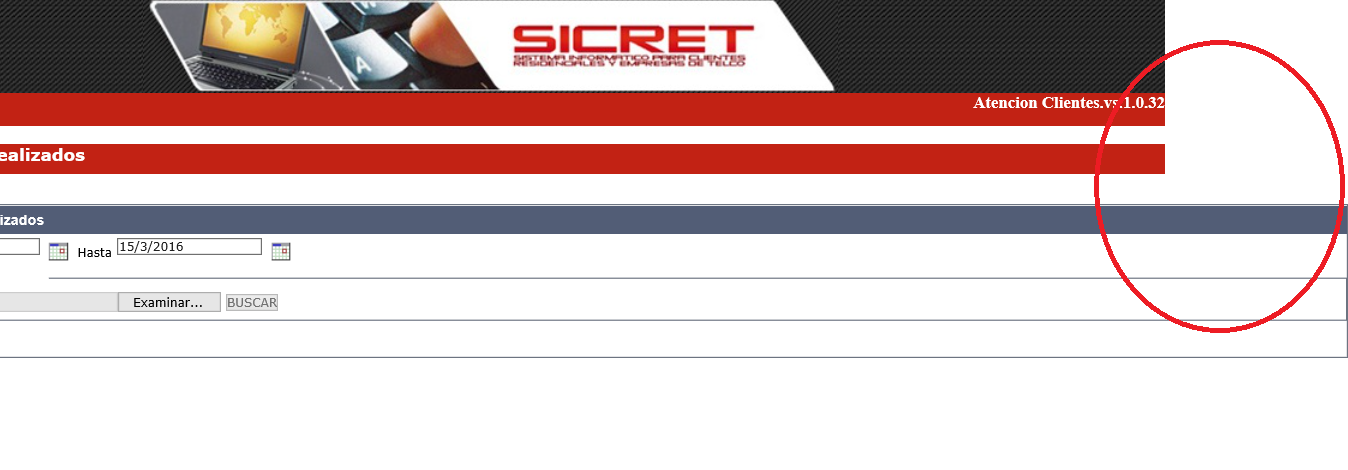 SICRET
SISTEMA INFORMATICO PARA CLIENTES
RESIDENCIALES Y EMPRESAS DE TELCO
Atencion Clientes.vs.1.0.32
ealizados
lizados
Hasta 15/3/2016
Examinar... BUSCAR